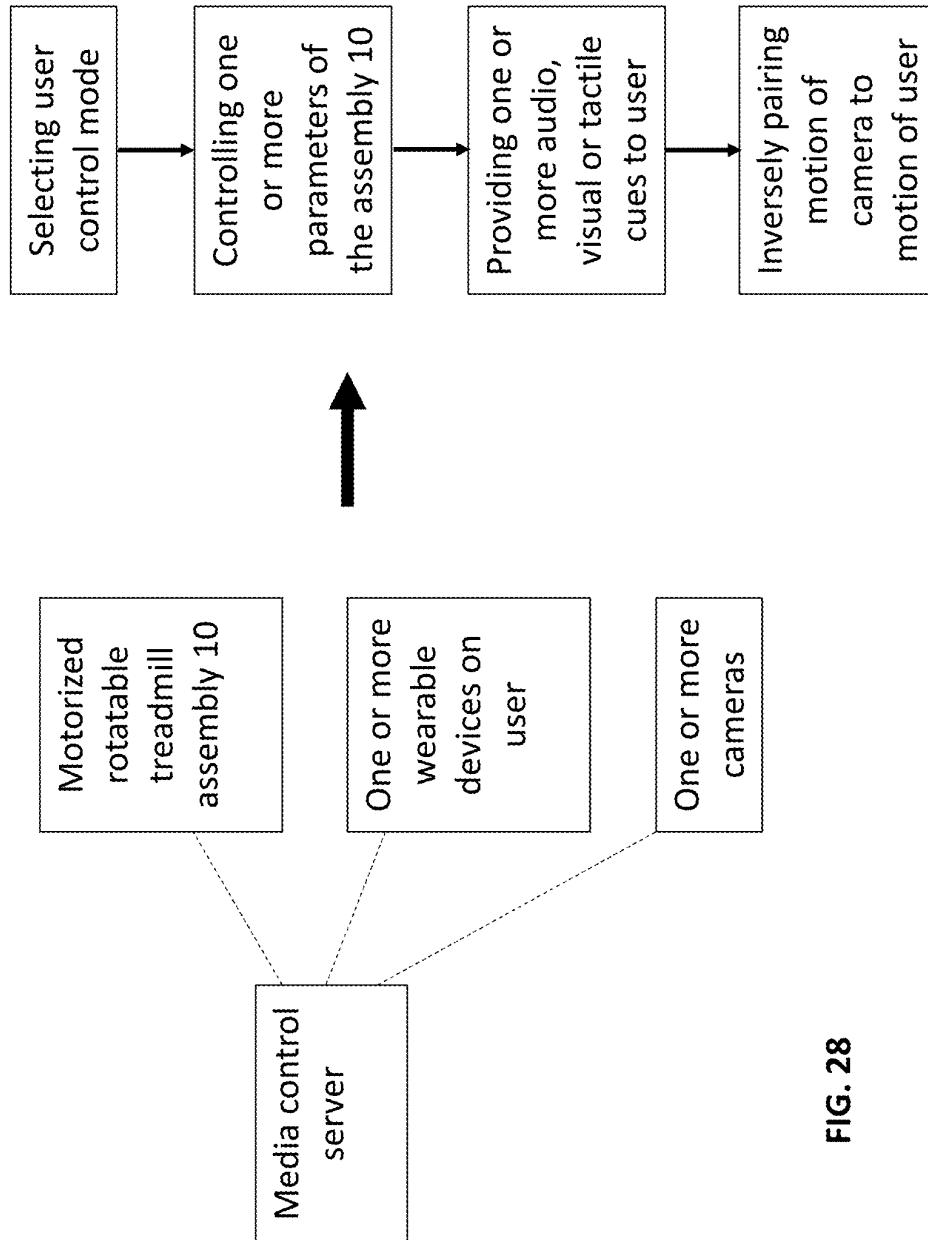 Media control
server
Motorized
rotatable
treadmill
assembly 10
One or more
wearable
devices on
user
One or more
cameras
Selecting user
control mode
Controlling one
or more
parameters of
the assembly 10
Providing one or
more audio,
visual or tactile
cues to user
Inversely pairing
motion of
camera to
motion of user
FIG. 28